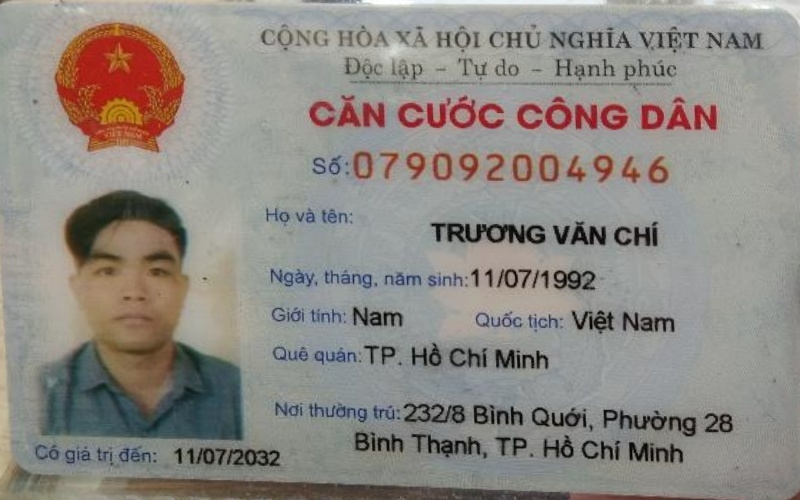 CỘNG HÒA XÃ HỘI CHỦ NGHĨA VIỆT NAM
Độc lập - Tự do - Hạnh phúc
CĂN CƯỚC CÔNG DÂN
Số: 079092004946
Họ và tên: TRƯƠNG VĂN CHÍ
Ngày, tháng, năm sinh: 11/07/1992
Giới tính: Nam Quốc tịch: Việt Nam
Quê quán: TP. Hồ Chí Minh
Nơi thường trú: 232/8 Bình Quới, Phường 28
Bình Thạnh, TP. Hồ Chí Minh
Có giá trị đến: 11/07/2032